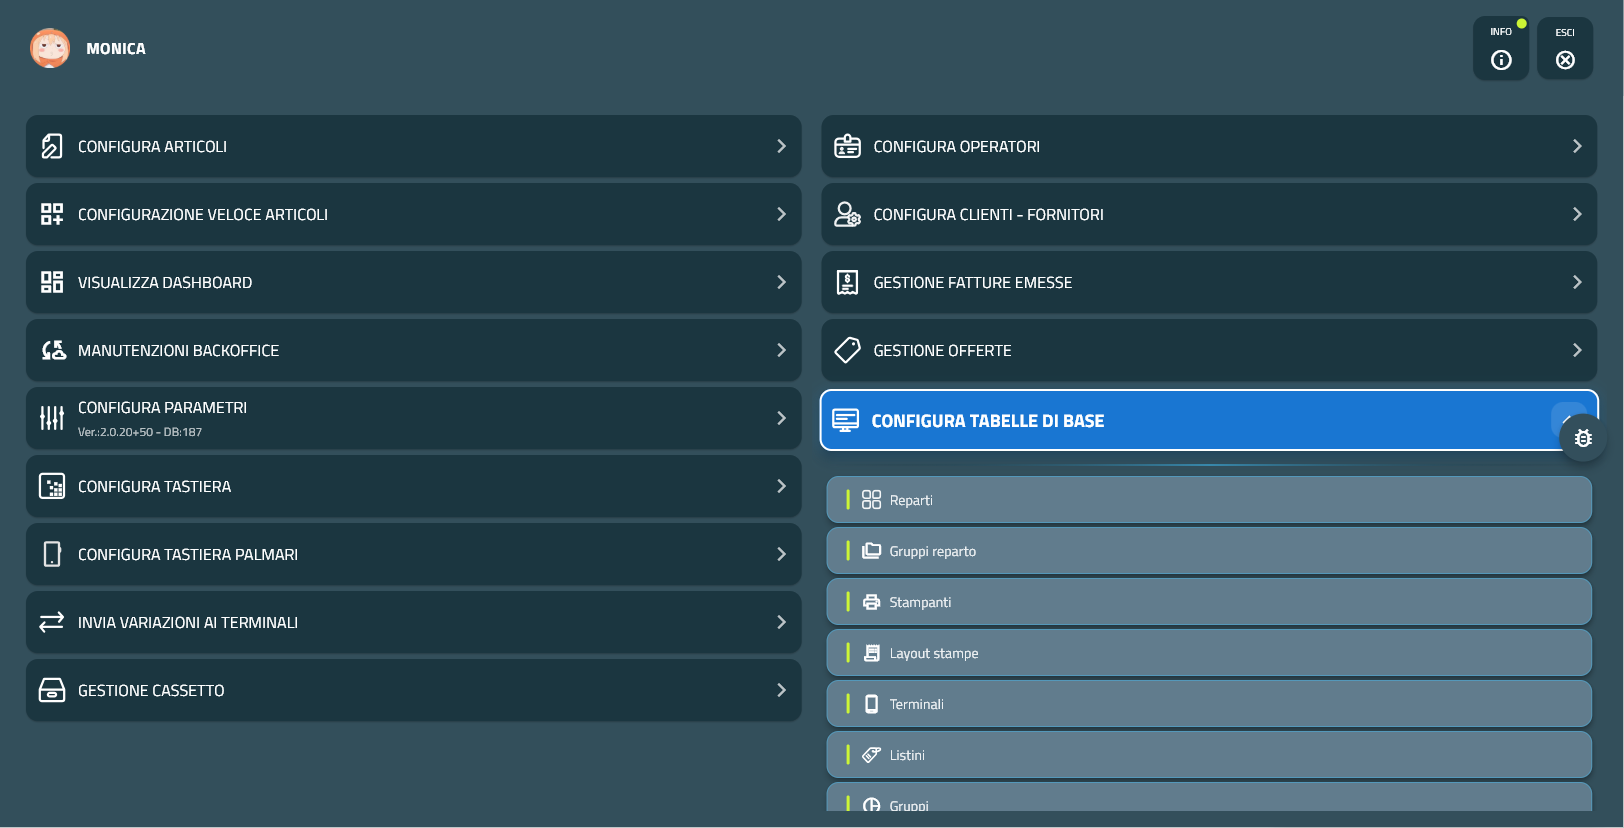 MONICA
INFO
ESCI
CONFIGURA ARTICOLI
CONFIGURAZIONE VELOCE ARTICOLI
VISUALIZZA DASHBOARD
MANUTENZIONI BACKOFFICE
CONFIGURA PARAMETRI
Ver.:2.0.20+50 - DB:187
CONFIGURA TASTIERA
CONFIGURA TASTIERA PALMARI
INVIA VARIAZIONI AI TERMINALI
GESTIONE CASSETTO
CONFIGURA OPERATORI
CONFIGURA CLIENTI - FORNITORI
GESTIONE FATTURE EMESSE
GESTIONE OFFERTE
CONFIGURA TABELLE DI BASE
Reparti
Gruppi reparto
Stampanti
Layout stampe
Terminali
Listini
Gruppi